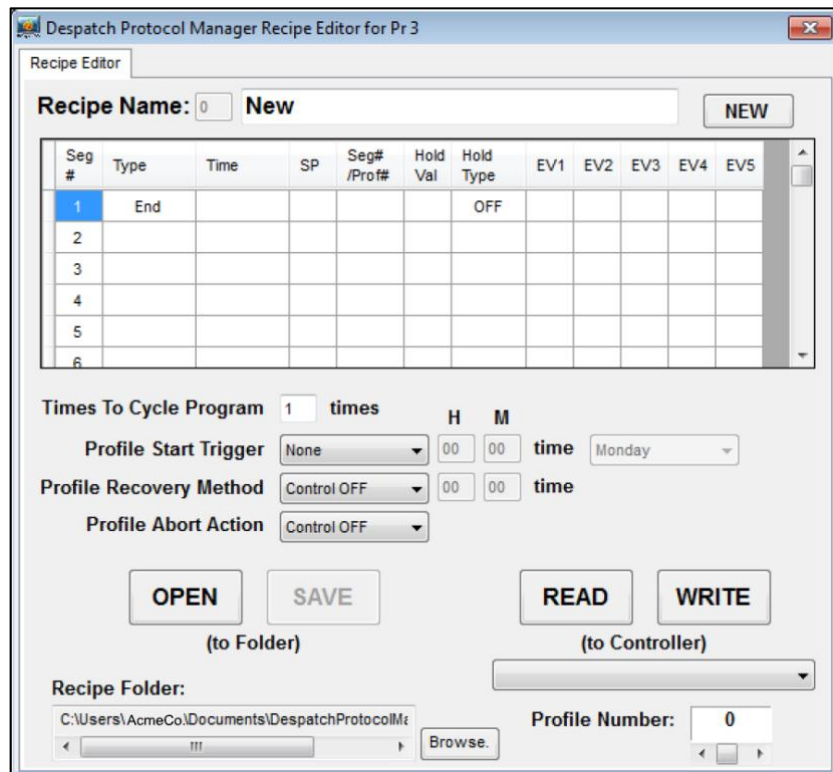 Despatch Protocol Manager Recipe Editor for Pr 3
Recipe Editor
Recipe Name: 0 New NEW
Seg # Type Time SP Seg# /Prof# Hold Val Hold Type EV1 EV2 EV3 EV4 EV5
1 End OFF
2
3
4
5
6
Times To Cycle Program 1 times
H M
Profile Start Trigger None 00 00 time Monday
Profile Recovery Method Control OFF 00 00 time
Profile Abort Action Control OFF
OPEN SAVE READ WRITE
(to Folder) (to Controller)
Recipe Folder:
C:\Users\AcmeCo.\Documents\DespatchProtocolMa
Browse.
Profile Number: 0